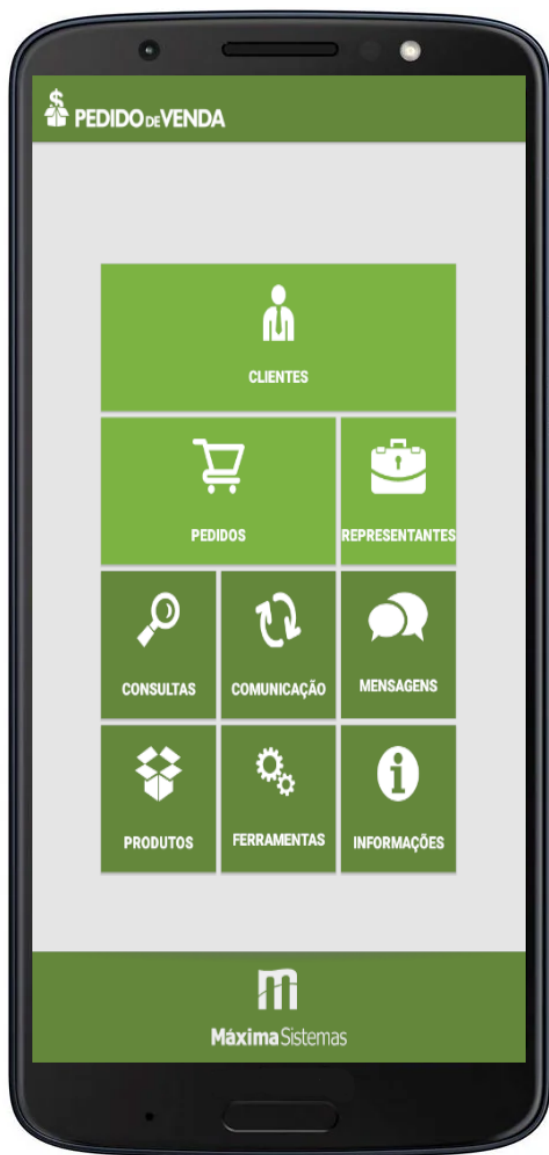 PEDIDO DE VENDA
CLIENTES
PEDIDOS
REPRESENTANTES
CONSULTAS
COMUNICAÇÃO
MENSAGENS
PRODUTOS
FERRAMENTAS
INFORMAÇÕES
Máxima Sistemas